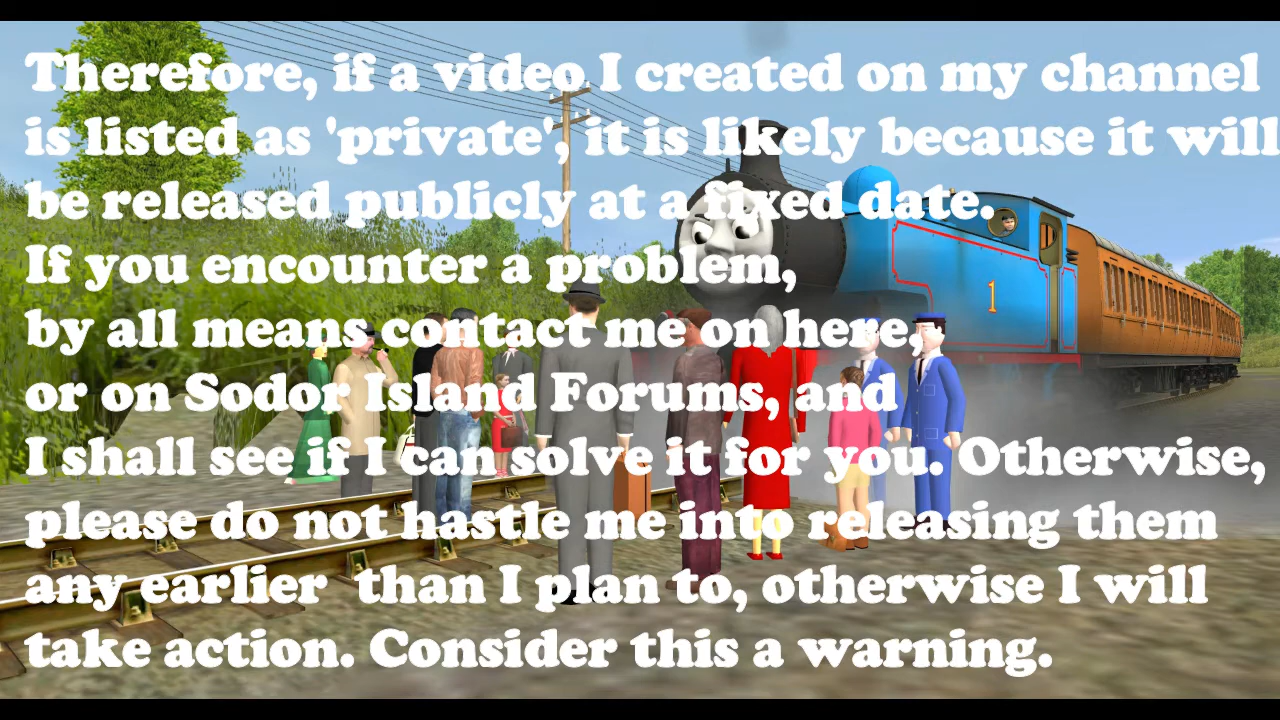 Therefore, if a video I created on my channel
is listed as 'private', it is likely because it will
be released publicly at a fixed date.
If you encounter a problem,
by all means contact me on here,
or on Sodor Island Forums, and
I shall see if I can solve it for you. Otherwise,
please do not hastle me into releasing them
any earlier  than I plan to, otherwise I will
take action. Consider this a warning.
1